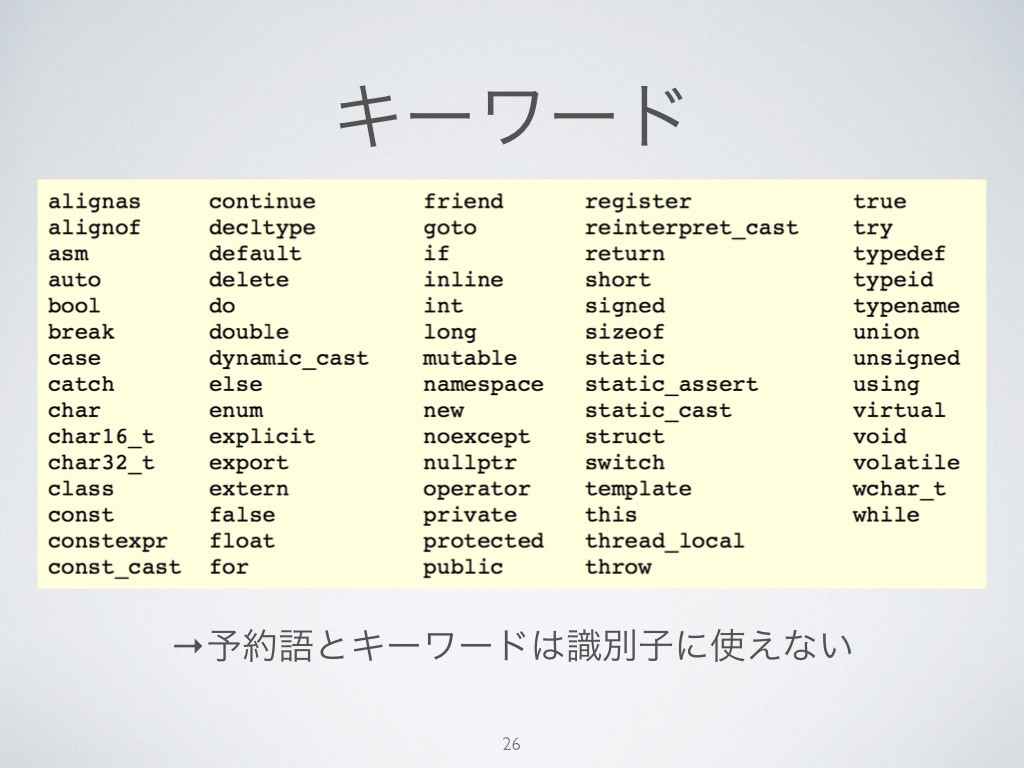 キーワード
alignas continue friend register true
alignof decltype goto reinterpret_cast try
asm default if return typedef
auto delete inline short typeid
bool do int signed typename
break double long sizeof union
case dynamic_cast mutable static unsigned
catch else namespace static_assert using
char enum new static_cast virtual
char16_t explicit noexcept struct void
char32_t export nullptr switch volatile
class extern operator template wchar_t
const false private this while
constexpr float protected thread_local
const_cast for public throw
→予約語とキーワードは識別子に使えない
26